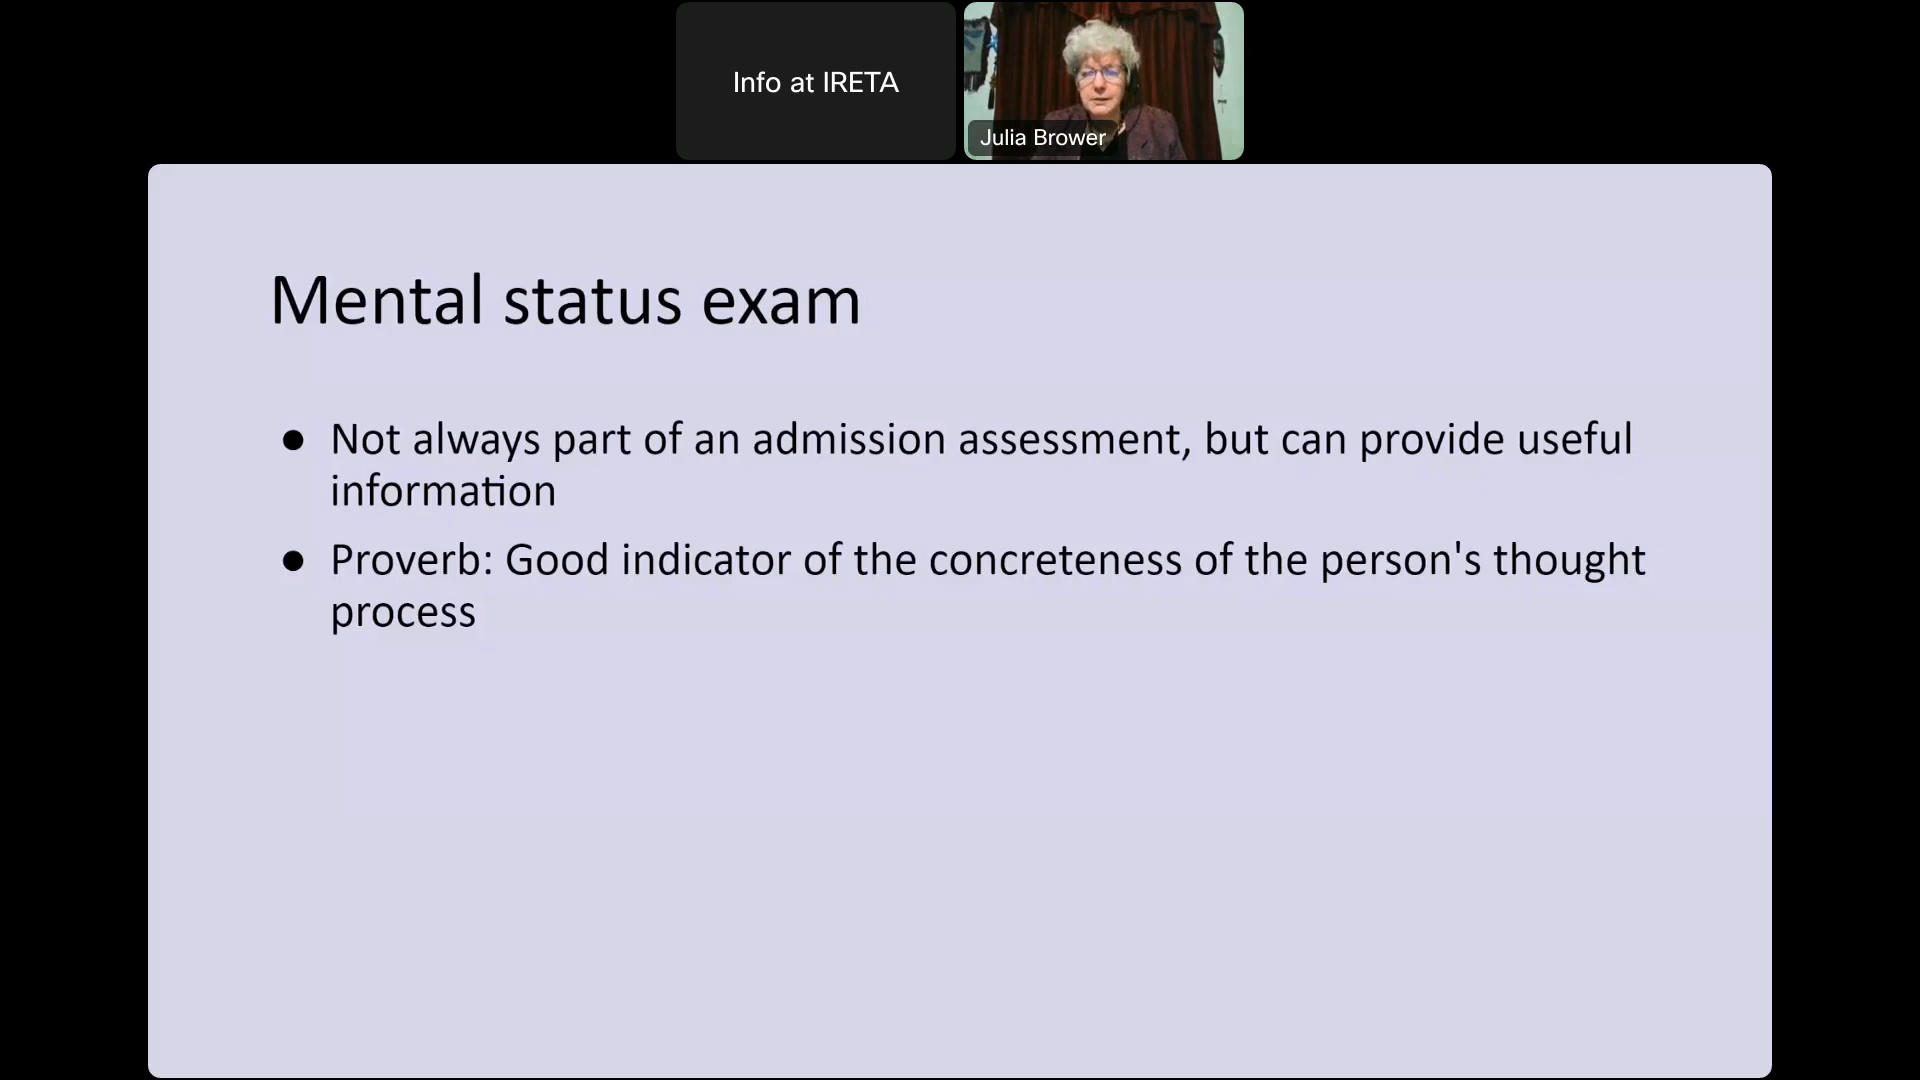 Info at IRETA
Julia Brower
Mental status exam
● Not always part of an admission assessment, but can provide useful
information
● Proverb: Good indicator of the concreteness of the person's thought
process